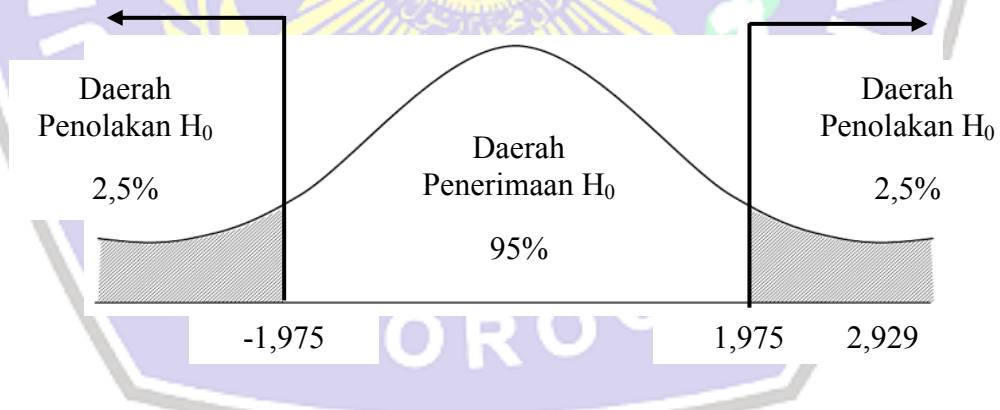 Daerah
Penolakan H₀
2,5%
Daerah
Penerimaan H₀
95%
Daerah
Penolakan H₀
2,5%
-1,975
1,975
2,929
ORO